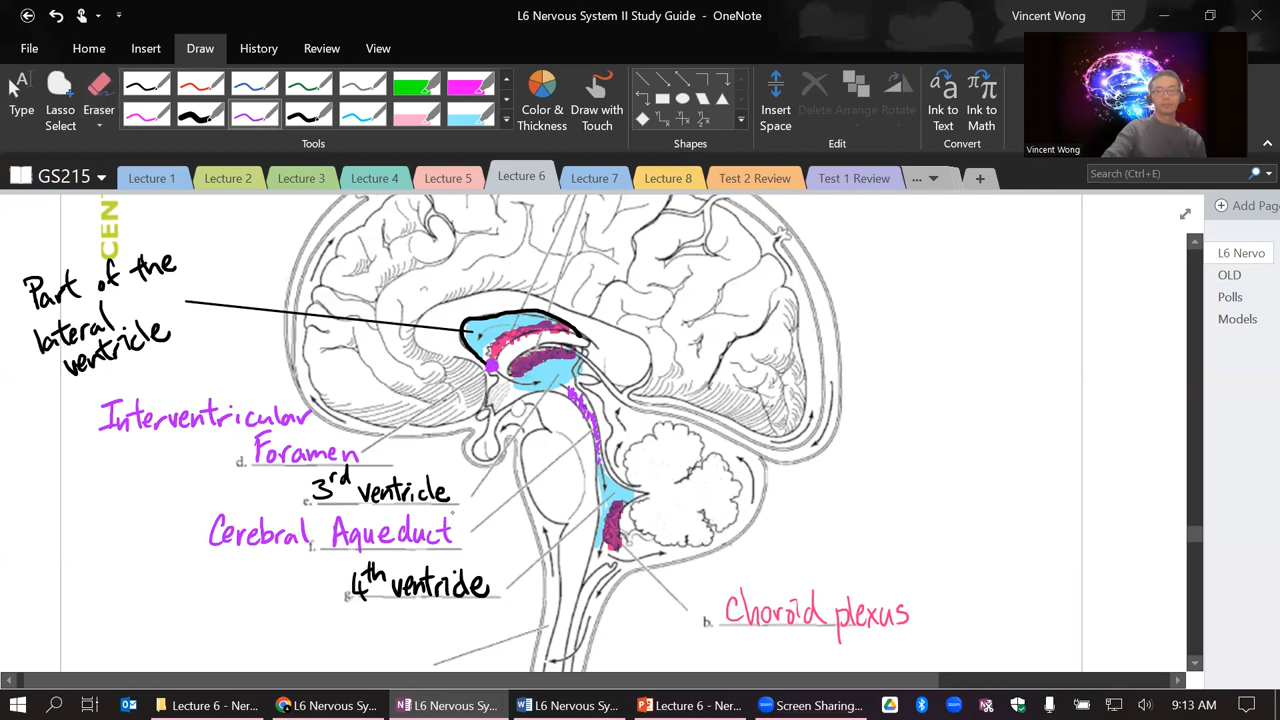 L6 Nervous System II Study Guide - OneNote
Vincent Wong
File Home Insert Draw History Review View
Type
Lasso Select
Eraser
Color & Thickness
Draw with Touch
Insert Space
Delete Arrange Rotate
Ink to Text
Ink to Math
Tools
Shapes
Edit
Convert
Vincent Wong
GS215
Lecture 1 Lecture 2 Lecture 3 Lecture 4 Lecture 5 Lecture 6 Lecture 7 Lecture 8 Test 2 Review Test 1 Review ...
Search (Ctrl+E)
Add Page
L6 Nervo
OLD
Polls
Models
CENT
Part of the
lateral
ventricle
Interventricular
d. Foramen
e. 3rd ventricle
f. Cerebral Aqueduct
g. 4th ventricle
b. Choroid plexus
Lecture 6 - Ner...
L6 Nervous Sy...
L6 Nervous Sy...
L6 Nervous Sy...
Lecture 6 - Ner...
Screen Sharing...
9:13 AM